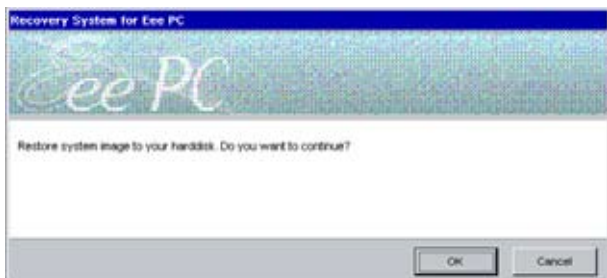 Recovery System for Eee PC
Eee PC
Restore system image to your harddisk. Do you want to continue?
OK
Cancel